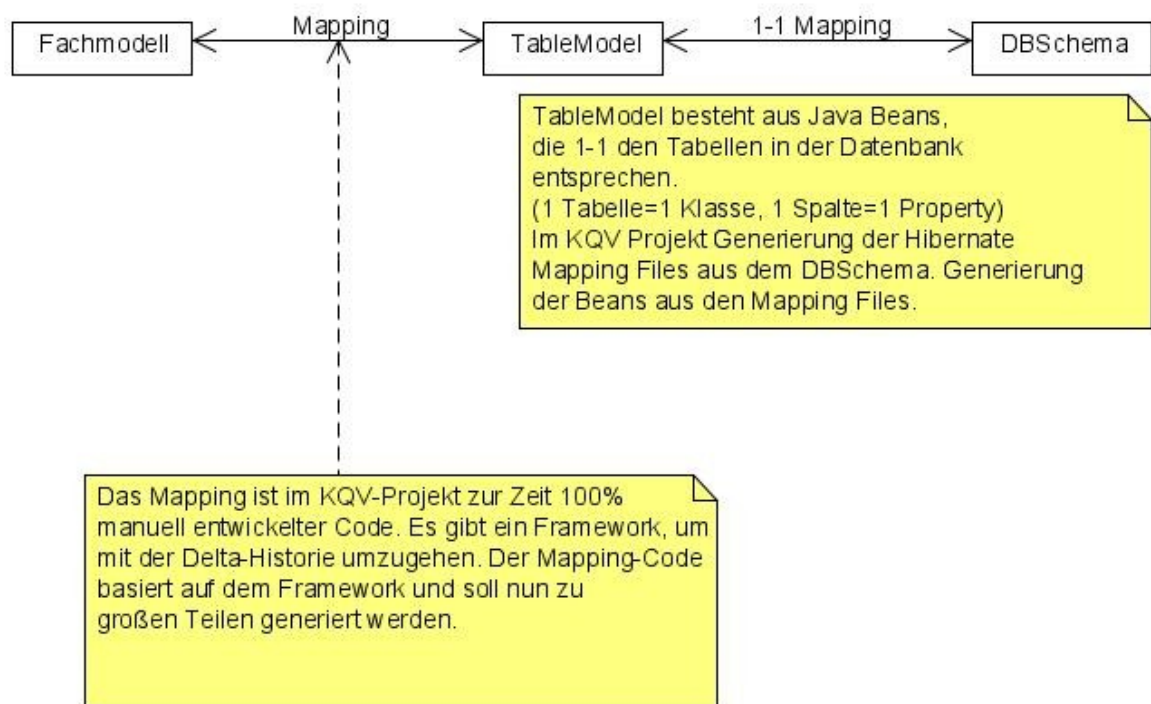 Mapping
1-1 Mapping
Fachmodell
TableModel
DBSchema
TableModel besteht aus Java Beans,
die 1-1 den Tabellen in der Datenbank
entsprechen.
(1 Tabelle=1 Klasse, 1 Spalte=1 Property)
Im KQV Projekt Generierung der Hibernate
Mapping Files aus dem DBSchema. Generierung
der Beans aus den Mapping Files.
Das Mapping ist im KQV-Projekt zur Zeit 100%
manuell entwickelter Code. Es gibt ein Framework, um
mit der Delta-Historie umzugehen. Der Mapping-Code
basiert auf dem Framework und soll nun zu
großen Teilen generiert werden.